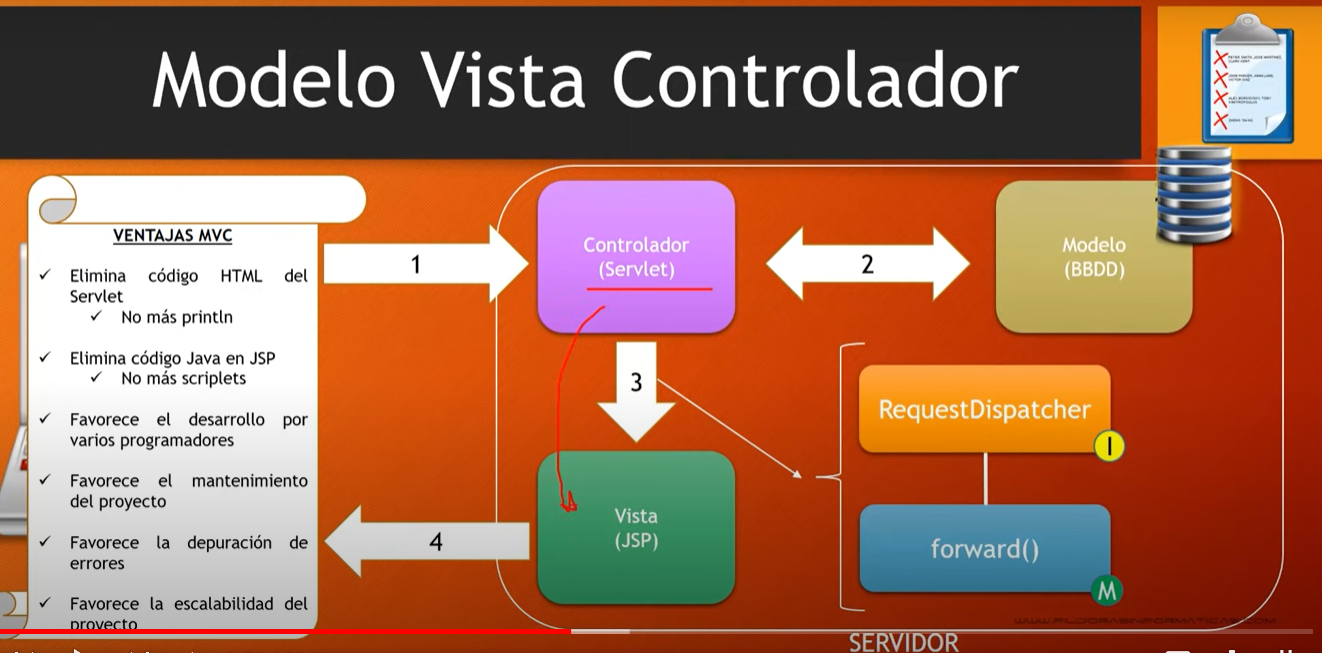 Modelo Vista Controlador
VENTAJAS MVC
✓ Elimina código HTML del
Servlet
✓ No más println
✓ Elimina código Java en JSP
✓ No más scriplets
✓ Favorece el desarrollo por
varios programadores
✓ Favorece el mantenimiento
del proyecto
✓ Favorece la depuración de
errores
✓ Favorece la escalabilidad del
proyecto
1
Controlador
(Servlet)
2
Modelo
(BBDD)
3
RequestDispatcher
I
Vista
(JSP)
4
forward()
M
WWW.PILDORASINFORMATICAS.COM
SERVIDOR